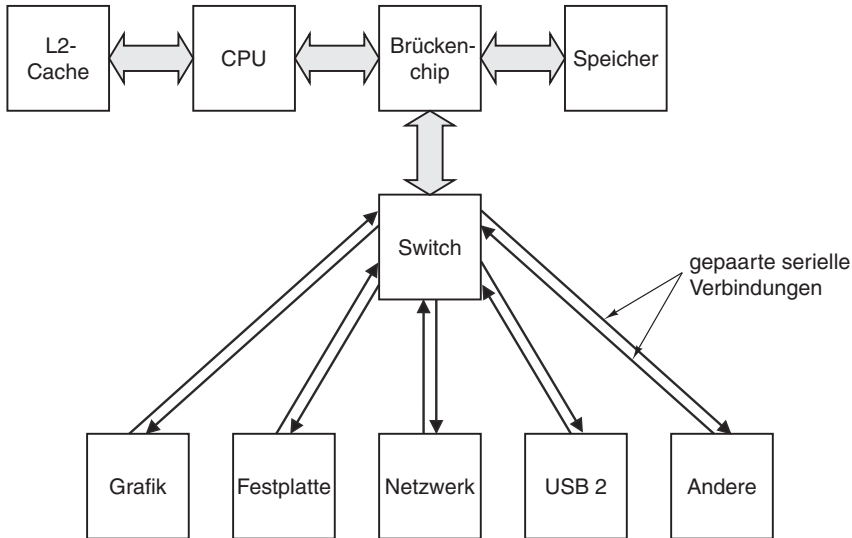 L2-
Cache
CPU
Brücken-
chip
Speicher
Switch
gepaarte serielle
Verbindungen
Grafik
Festplatte
Netzwerk
USB 2
Andere